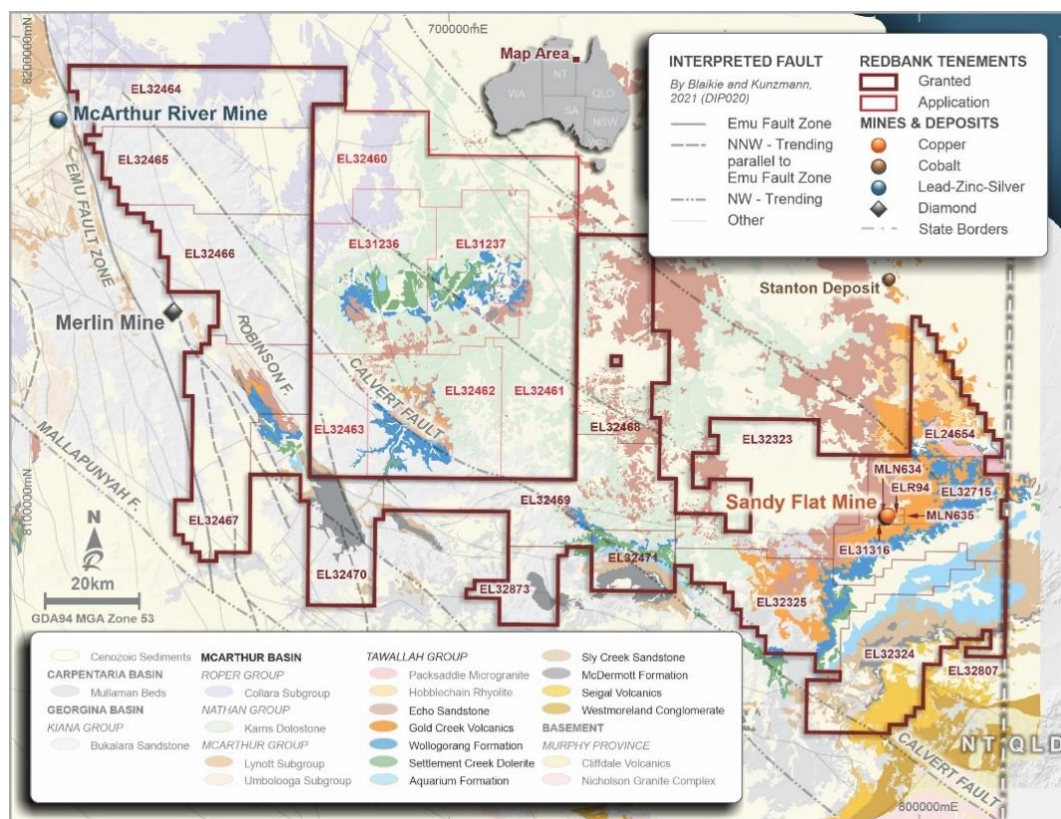 8200000mN
700000mE
Map Area
NT
QLD
WA
SA
NSW
INTERPRETED FAULT
By Blaikie and Kunzmann,
2021 (DIP020)
Emu Fault Zone
NNW - Trending
parallel to
Emu Fault Zone
NW - Trending
Other
REDBANK TENEMENTS
Granted
Application
MINES & DEPOSITS
Copper
Cobalt
Lead-Zinc-Silver
Diamond
State Borders
EL32464
McArthur River Mine
EL32465
EL32460
EMU FAULT ZONE
EL31236
EL31237
EL32466
Stanton Deposit
Merlin Mine
ROBINSON F.
CALVERT FAULT
EL32462
EL32461
EL32463
EL32468
EL32323
EL24654
MLN634
ELR94
EL32715
MALLAPUNYAH F.
8100000mN
EL32469
Sandy Flat Mine
MLN635
EL32467
EL31316
N
20km
GDA94 MGA Zone 53
EL32470
EL32471
EL32873
EL32325
EL32324
EL32807
CALVERT FAULT
NT
QLD
800000mE
Cenozoic Sediments
CARPENTARIA BASIN
Mullaman Beds
GEORGINA BASIN
KIANA GROUP
Bukalara Sandstone
MCARTHUR BASIN
ROPER GROUP
Collara Subgroup
NATHAN GROUP
Karns Dolostone
MCARTHUR GROUP
Lynott Subgroup
Umbolooga Subgroup
TAWALLAH GROUP
Packsaddle Microgranite
Hobblechain Rhyolite
Echo Sandstone
Gold Creek Volcanics
Wollogorang Formation
Settlement Creek Dolerite
Aquarium Formation
Sly Creek Sandstone
McDermott Formation
Seigal Volcanics
Westmoreland Conglomerate
BASEMENT
MURPHY PROVINCE
Cliffdale Volcanics
Nicholson Granite Complex